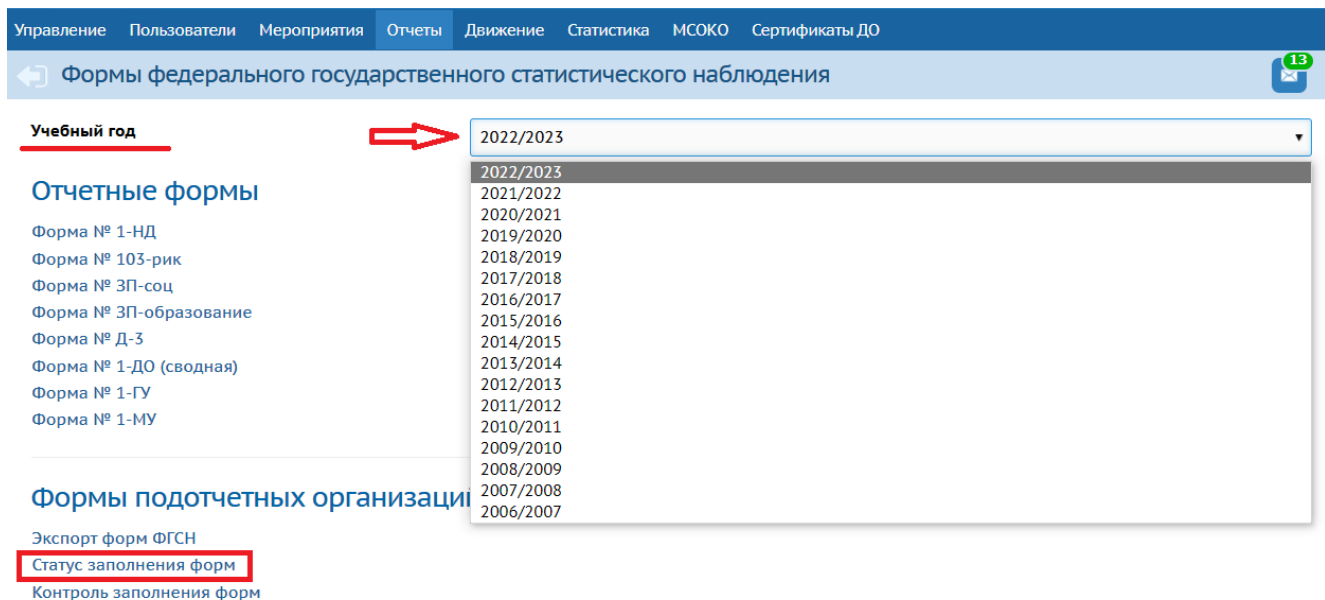 Управление Пользователи Мероприятия Отчеты Движение Статистика МСОКО Сертификаты ДО
Формы федерального государственного статистического наблюдения
13
Учебный год
2022/2023
2022/2023
2021/2022
2020/2021
2019/2020
2018/2019
2017/2018
2016/2017
2015/2016
2014/2015
2013/2014
2012/2013
2011/2012
2010/2011
2009/2010
2008/2009
2007/2008
2006/2007
Отчетные формы
Форма № 1-НД
Форма № 103-рик
Форма № ЗП-соц
Форма № ЗП-образование
Форма № Д-3
Форма № 1-ДО (сводная)
Форма № 1-ГУ
Форма № 1-МУ
Формы подотчетных организаци
Экспорт форм ФГСН
Статус заполнения форм
Контроль заполнения форм